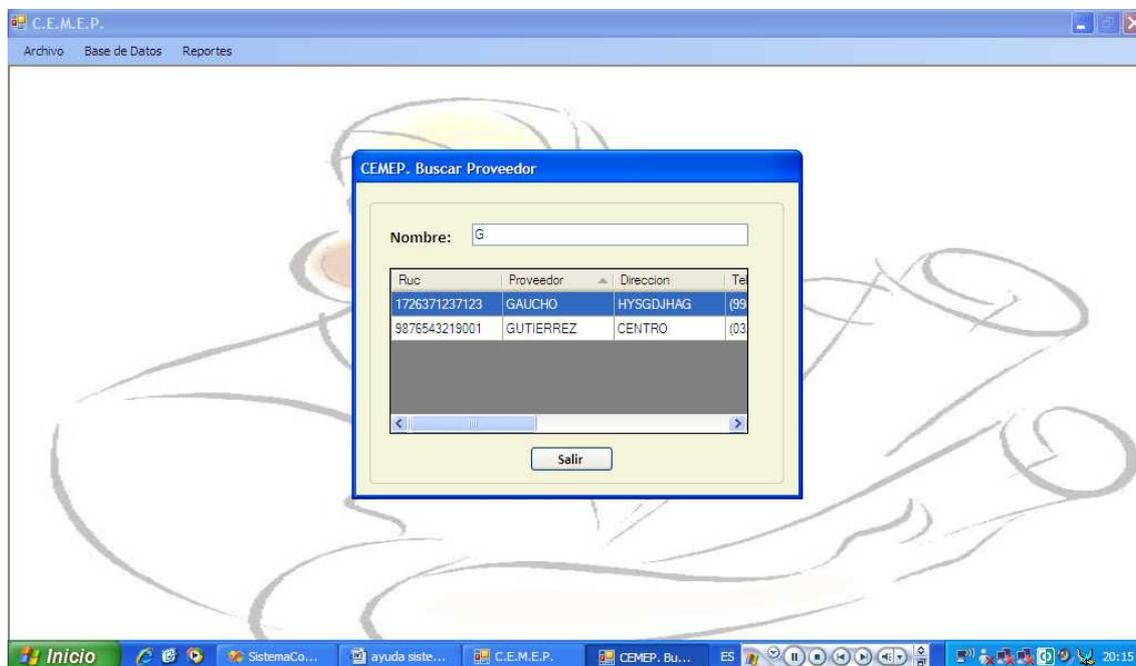 C.E.M.E.P.
Archivo Base de Datos Reportes
CEMEP. Buscar Proveedor
Nombre: G
Ruc Proveedor Direccion Tel
1726371237123 GAUCHO HYSGDJHAG (99
9876543219001 GUTIERREZ CENTRO (03
Salir
Inicio SistemaCo... ayuda siste... C.E.M.E.P. CEMEP. Bu... ES 20:15